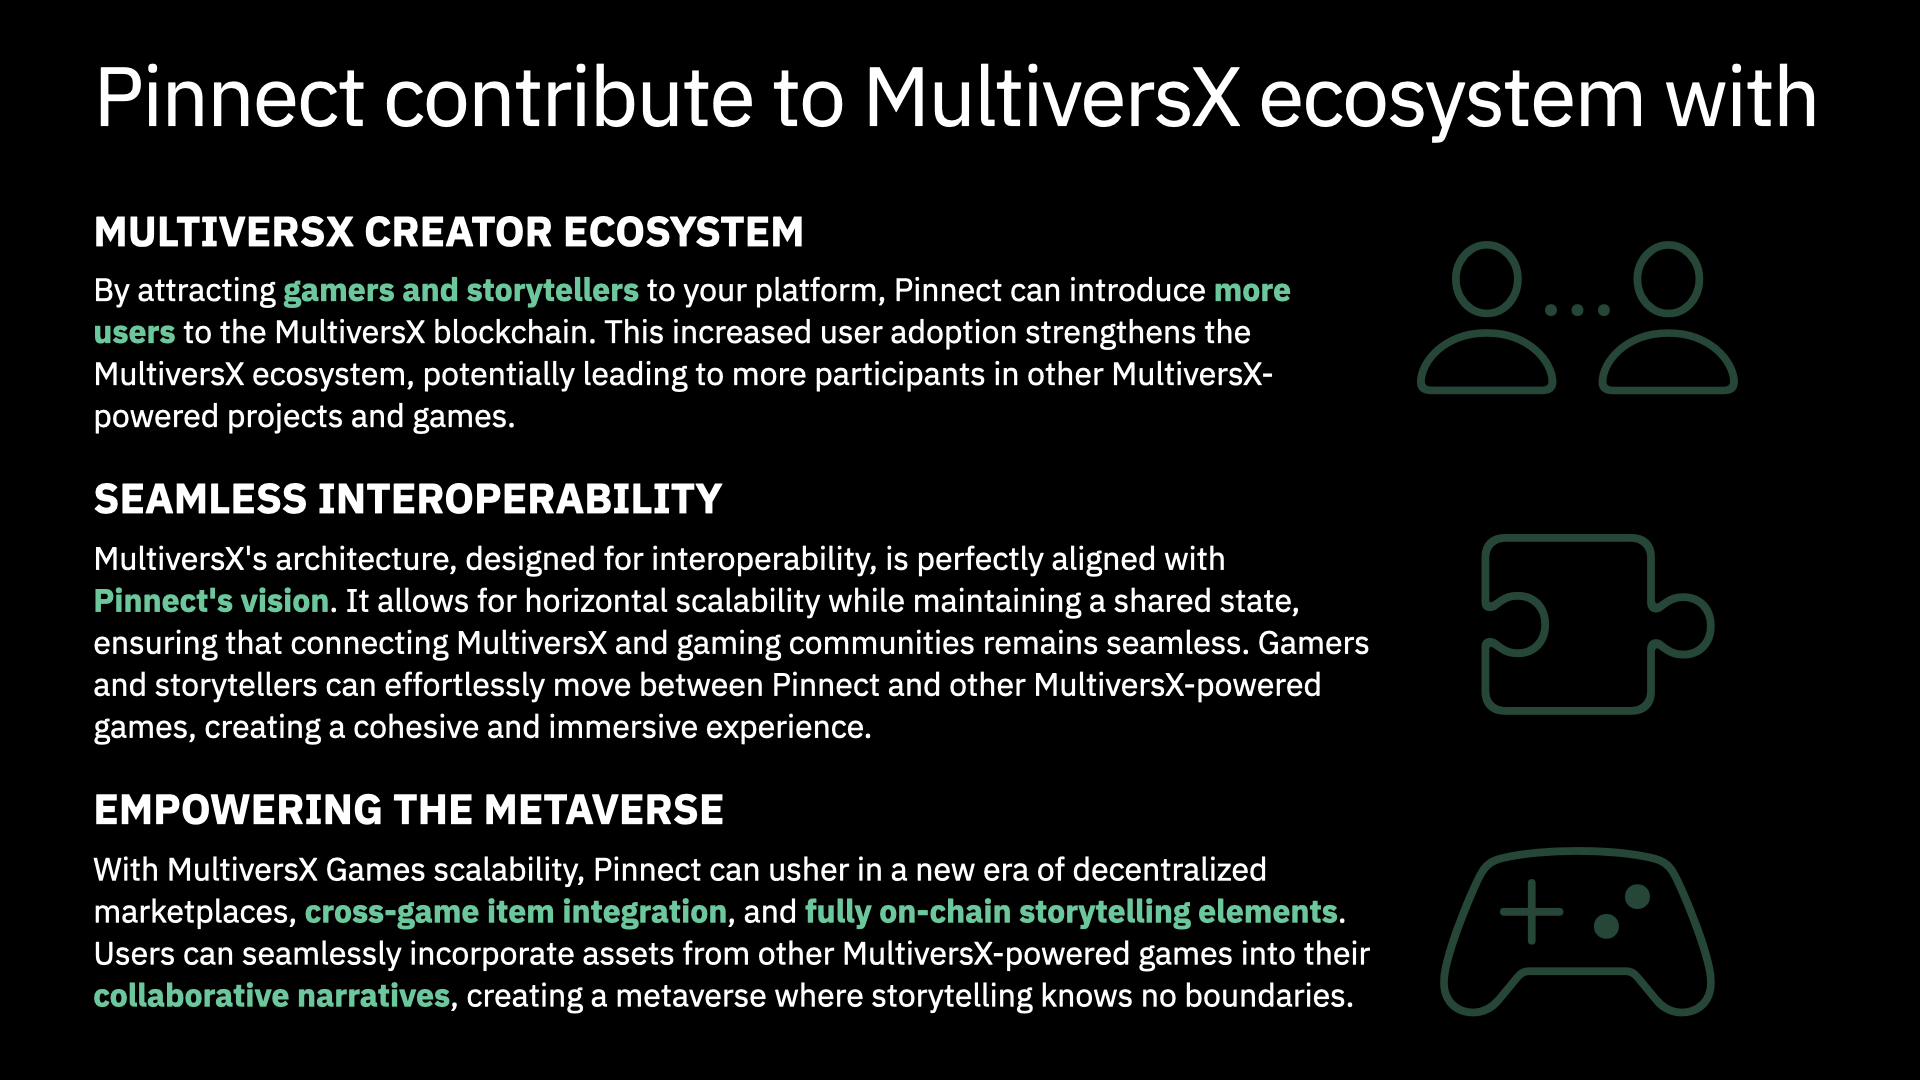 Pinnect contribute to MultiversX ecosystem with
MULTIVERSX CREATOR ECOSYSTEM
By attracting gamers and storytellers to your platform, Pinnect can introduce more
users to the MultiversX blockchain. This increased user adoption strengthens the
MultiversX ecosystem, potentially leading to more participants in other MultiversX-
powered projects and games.
SEAMLESS INTEROPERABILITY
MultiversX's architecture, designed for interoperability, is perfectly aligned with
Pinnect's vision. It allows for horizontal scalability while maintaining a shared state,
ensuring that connecting MultiversX and gaming communities remains seamless. Gamers
and storytellers can effortlessly move between Pinnect and other MultiversX-powered
games, creating a cohesive and immersive experience.
EMPOWERING THE METAVERSE
With MultiversX Games scalability, Pinnect can usher in a new era of decentralized
marketplaces, cross-game item integration, and fully on-chain storytelling elements.
Users can seamlessly incorporate assets from other MultiversX-powered games into their
collaborative narratives, creating a metaverse where storytelling knows no boundaries.